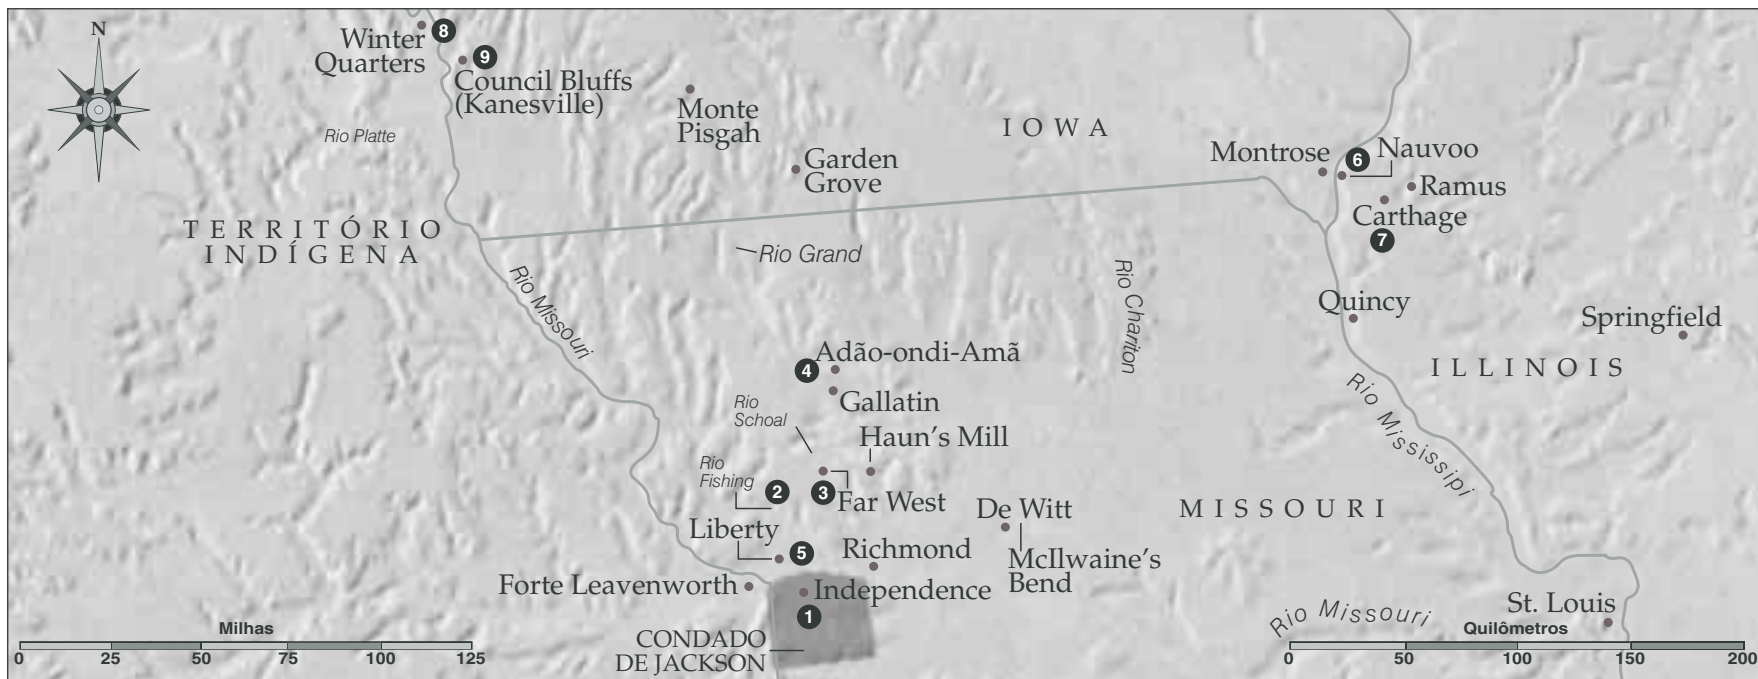 N
Winter
Quarters
8
9
Council Bluffs
(Kanesville)
Rio Platte
Monte
Pisgah
IOWA
Garden
Grove
Montrose
6
Nauvoo
Ramus
Carthage
7
TERRITÓRIO
INDÍGENA
Rio Grand
Rio Missouri
Rio Chariton
Quincy
Springfield
ILLINOIS
Rio Mississipi
4
Adão-ondi-Amã
Gallatin
Rio
Schoal
Haun's Mill
Rio
Fishing
2
3
Far West
De Witt
MISSOURI
Liberty
5
Richmond
McIlwaine's
Bend
Forte Leavenworth
Independence
1
CONDADO
DE JACKSON
Rio Missouri
St. Louis
Milhas
0 25 50 75 100 125
Quilômetros
0 50 100 150 200